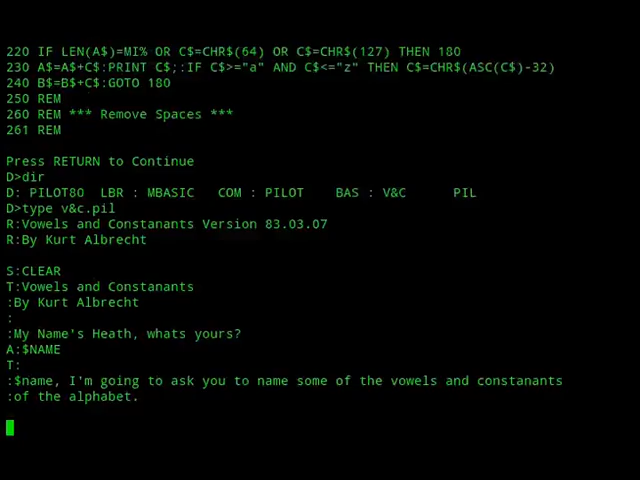 220 IF LEN(A$)=MI% OR C$=CHR$(64) OR C$=CHR$(127) THEN 180
230 A$=A$+C$:PRINT C$;:IF C$>="a" AND C$<="z" THEN C$=CHR$(ASC(C$)-32)
240 B$=B$+C$:GOTO 180
250 REM
260 REM *** Remove Spaces ***
261 REM
Press RETURN to Continue
D>dir
D: PILOT80  LBR : MBASIC   COM : PILOT    BAS : V&C      PIL
D>type v&c.pil
R:Vowels and Constanants Version 83.03.07
R:By Kurt Albrecht
S:CLEAR
T:Vowels and Constanants
:By Kurt Albrecht
:
:My Name's Heath, whats yours?
A:$NAME
T:
:$name, I'm going to ask you to name some of the vowels and constanants
:of the alphabet.